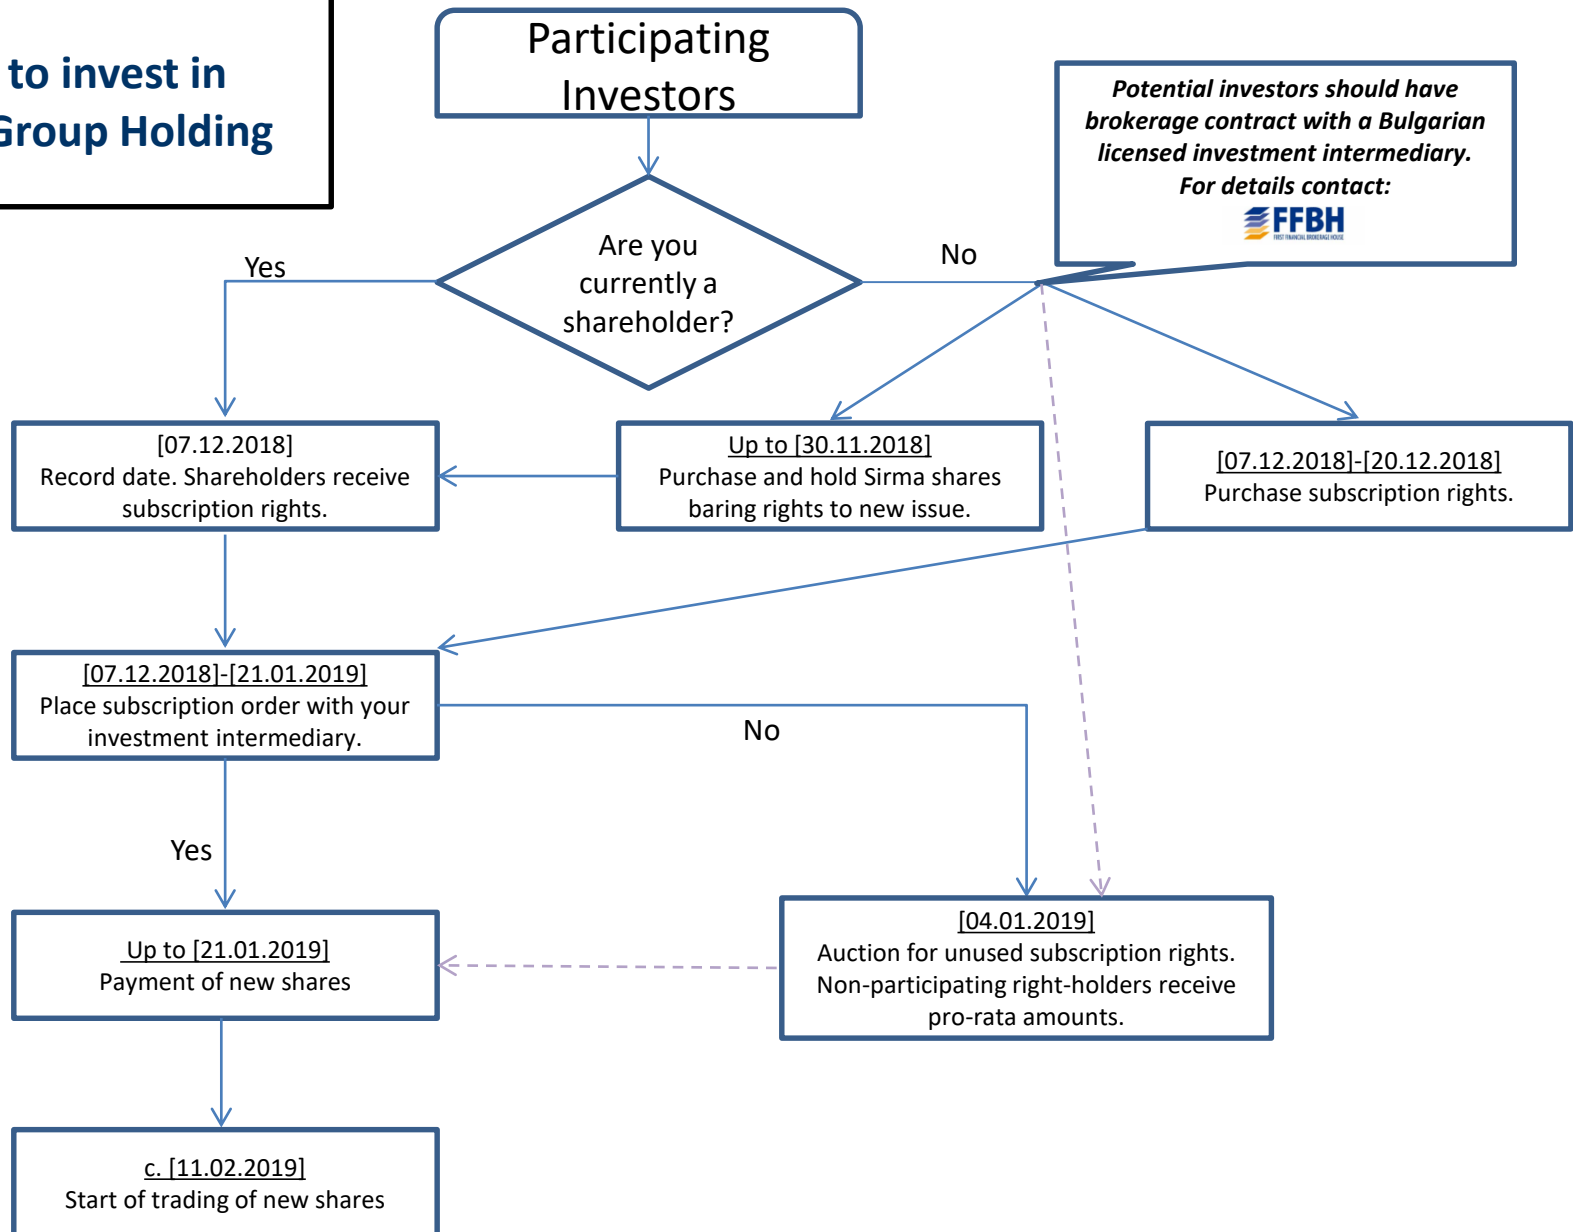 to invest in
Group Holding
Participating
Investors
Potential investors should have
brokerage contract with a Bulgarian
licensed investment intermediary.
For details contact:
FFBH
FIRST FINANCIAL BROKERAGE HOUSE
Are you
currently a
shareholder?
Yes
No
[07.12.2018]
Record date. Shareholders receive
subscription rights.
Up to [30.11.2018]
Purchase and hold Sirma shares
baring rights to new issue.
[07.12.2018]-[20.12.2018]
Purchase subscription rights.
[07.12.2018]-[21.01.2019]
Place subscription order with your
investment intermediary.
No
Yes
Up to [21.01.2019]
Payment of new shares
[04.01.2019]
Auction for unused subscription rights.
Non-participating right-holders receive
pro-rata amounts.
c. [11.02.2019]
Start of trading of new shares